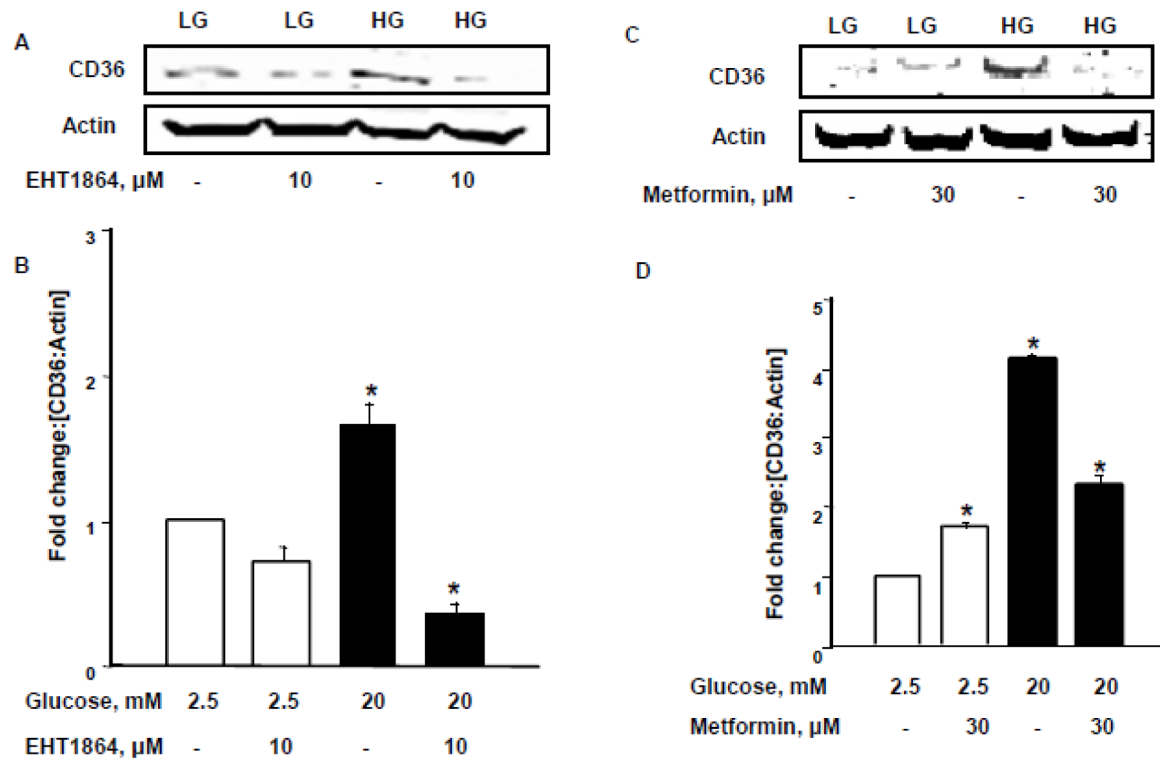 A
LG LG HG HG
CD36
Actin
EHT1864, μM - 10 - 10
B
3
2
1
0
Fold change:[CD36:Actin]
* *
Glucose, mM 2.5 2.5 20 20
EHT1864, μM - 10 - 10
C
LG LG HG HG
CD36
Actin
Metformin, μM - 30 - 30
D
5
4
3
2
1
0
Fold change:[CD36:Actin]
* * *
Glucose, mM 2.5 2.5 20 20
Metformin, μM - 30 - 30